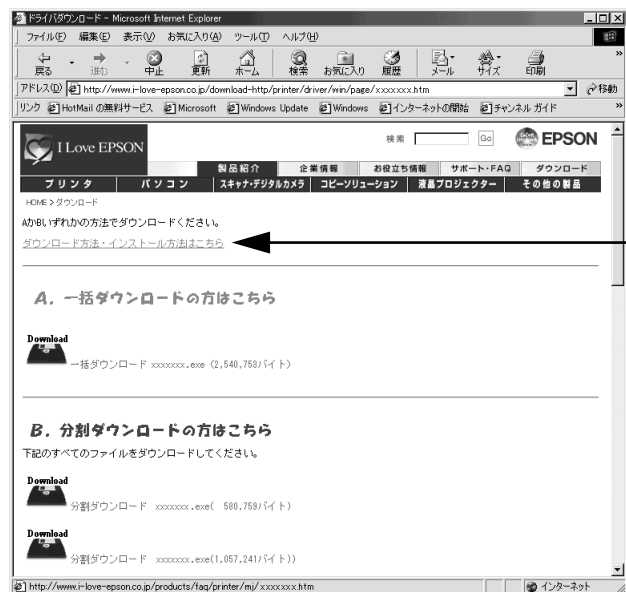 ドライバダウンロード - Microsoft Internet Explorer
ファイル(F) 編集(E) 表示(V) お気に入り(A) ツール(T) ヘルプ(H)
戻る 進む 中止 更新 ホーム 検索 お気に入り 履歴 メール サイズ 印刷
アドレス(D) http://www.i-love-epson.co.jp/download-http/printer/driver/win/page/xxxxxxx.htm 移動
リンク HotMail の無料サービス Microsoft Windows Update Windows インターネットの開始 チャンネル ガイド
I Love EPSON
検索 Go EPSON
製品紹介 企業情報 お役立ち情報 サポート・FAQ ダウンロード
プリンタ パソコン スキャナ・デジタルカメラ コピーソリューション 液晶プロジェクター その他の製品
HOME > ダウンロード
AかBいずれかの方法でダウンロードください。
ダウンロード方法・インストール方法はこちら
A. 一括ダウンロードの方はこちら
Download
一括ダウンロード xxxxxxx.exe (2,540,753バイト)
B. 分割ダウンロードの方はこちら
下記のすべてのファイルをダウンロードしてください。
Download
分割ダウンロード xxxxxxx.exe( 580,759バイト)
Download
分割ダウンロード xxxxxxx.exe(1,057,241バイト))
http://www.i-love-epson.co.jp/products/faq/printer/mj/xxxxxxx.htm インターネット